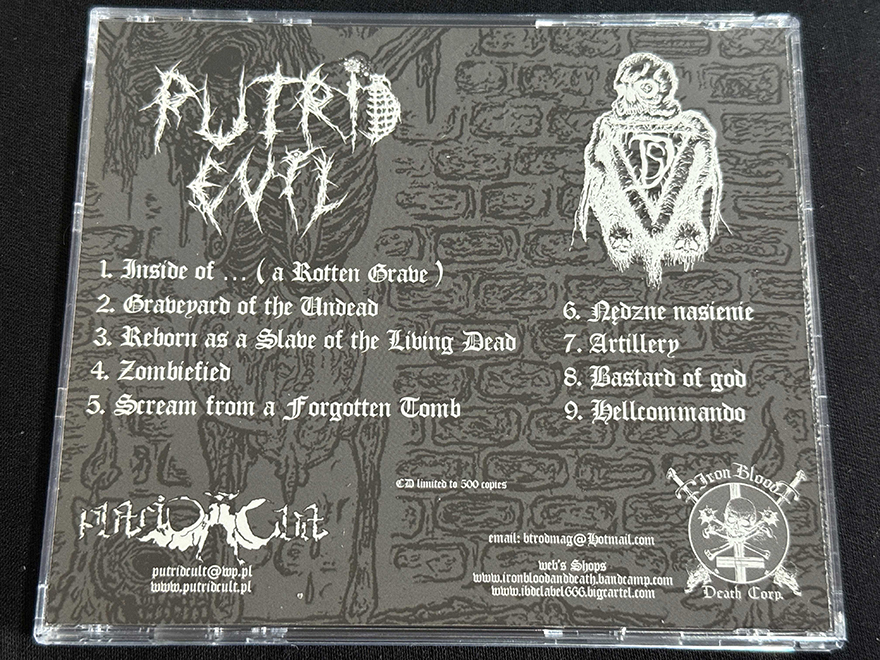 PUTRID
EVIL
1. Inside of ... ( a Rotten Grave )
2. Graveyard of the Undead
3. Reborn as a Slave of the Living Dead
4. Zombiefied
5. Scream from a Forgotten Tomb
6. Nędzne nasienie
7. Artillery
8. Bastard of god
9. Hellcommando
CD limited to 500 copies
putridcult@wp.pl
www.putridcult.pl
email: btrodmag@Hotmail.com
web's Shops
www.ironbloodanddeath.bandcamp.com
www.ibdclabel666.bigcartel.com
Iron Blood
Death Corp.